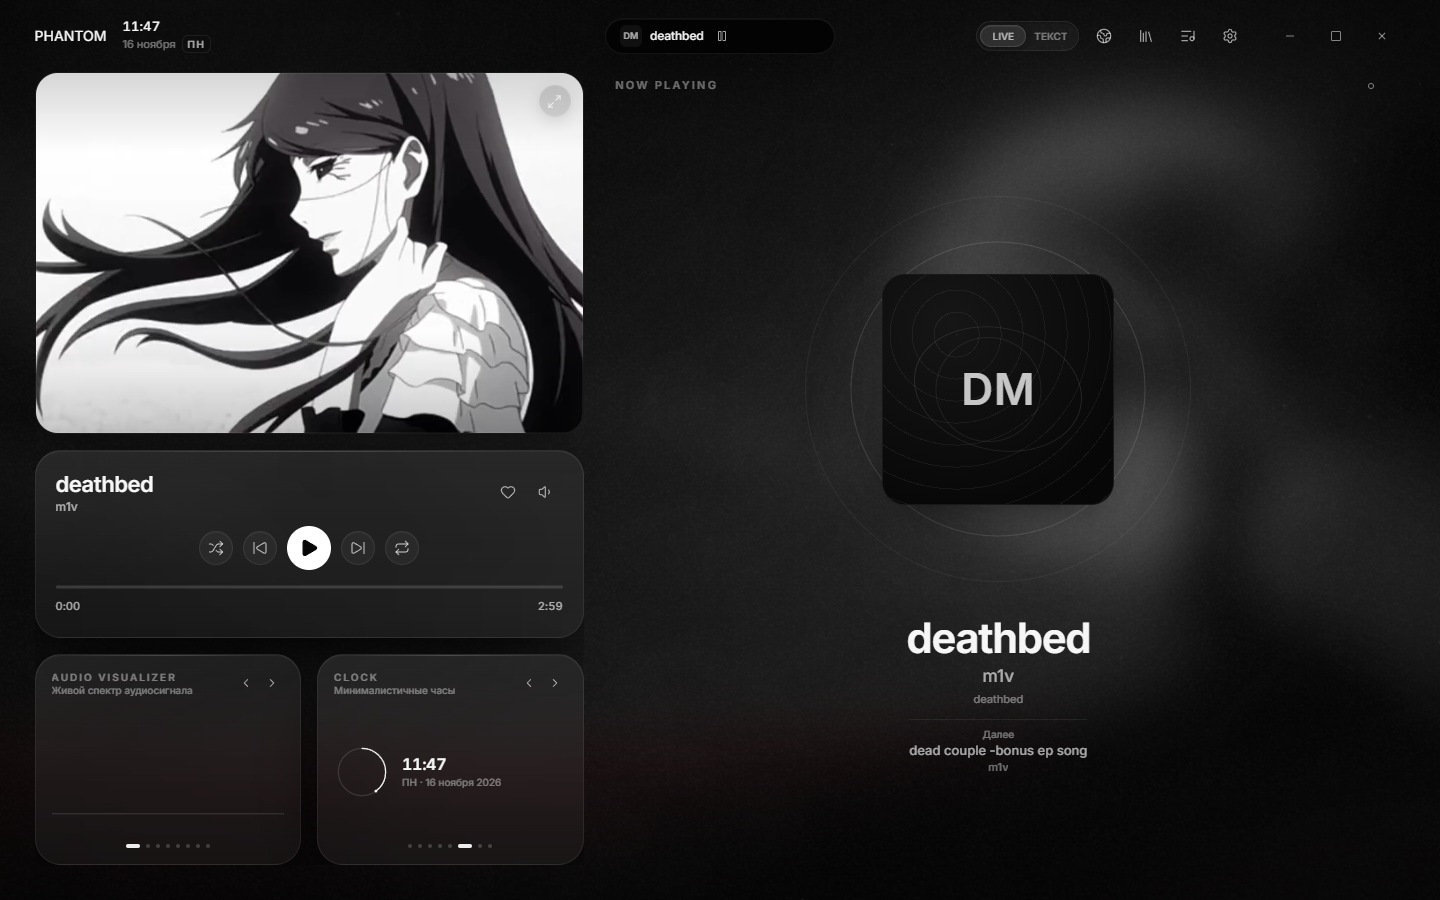 PHANTOM
11:47
16 ноября ПН
DM deathbed
LIVE ТЕКСТ
NOW PLAYING
DM
deathbed
m1v
0:00 2:59
AUDIO VISUALIZER
Живой спектр аудиосигнала
CLOCK
Минималистичные часы
11:47
ПН · 16 ноября 2026
deathbed
m1v
deathbed
Далее
dead couple -bonus ep song
m1v